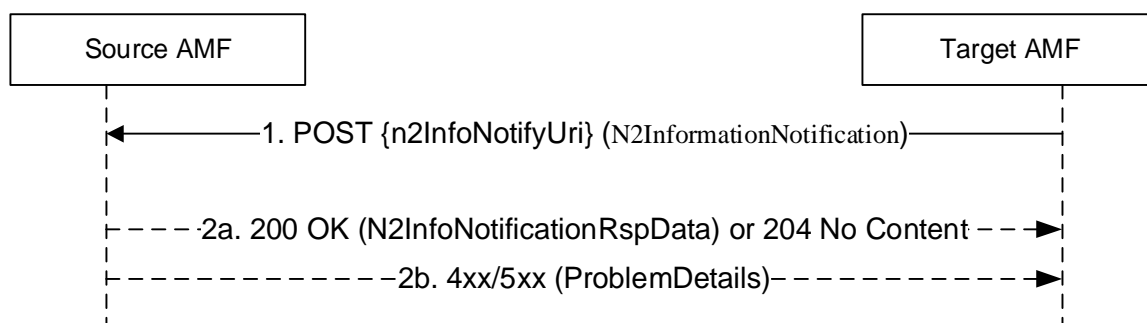 Source AMF
Target AMF
1. POST {n2InfoNotifyUri} (N2InformationNotification)
2a. 200 OK (N2InfoNotificationRspData) or 204 No Content
2b. 4xx/5xx (ProblemDetails)